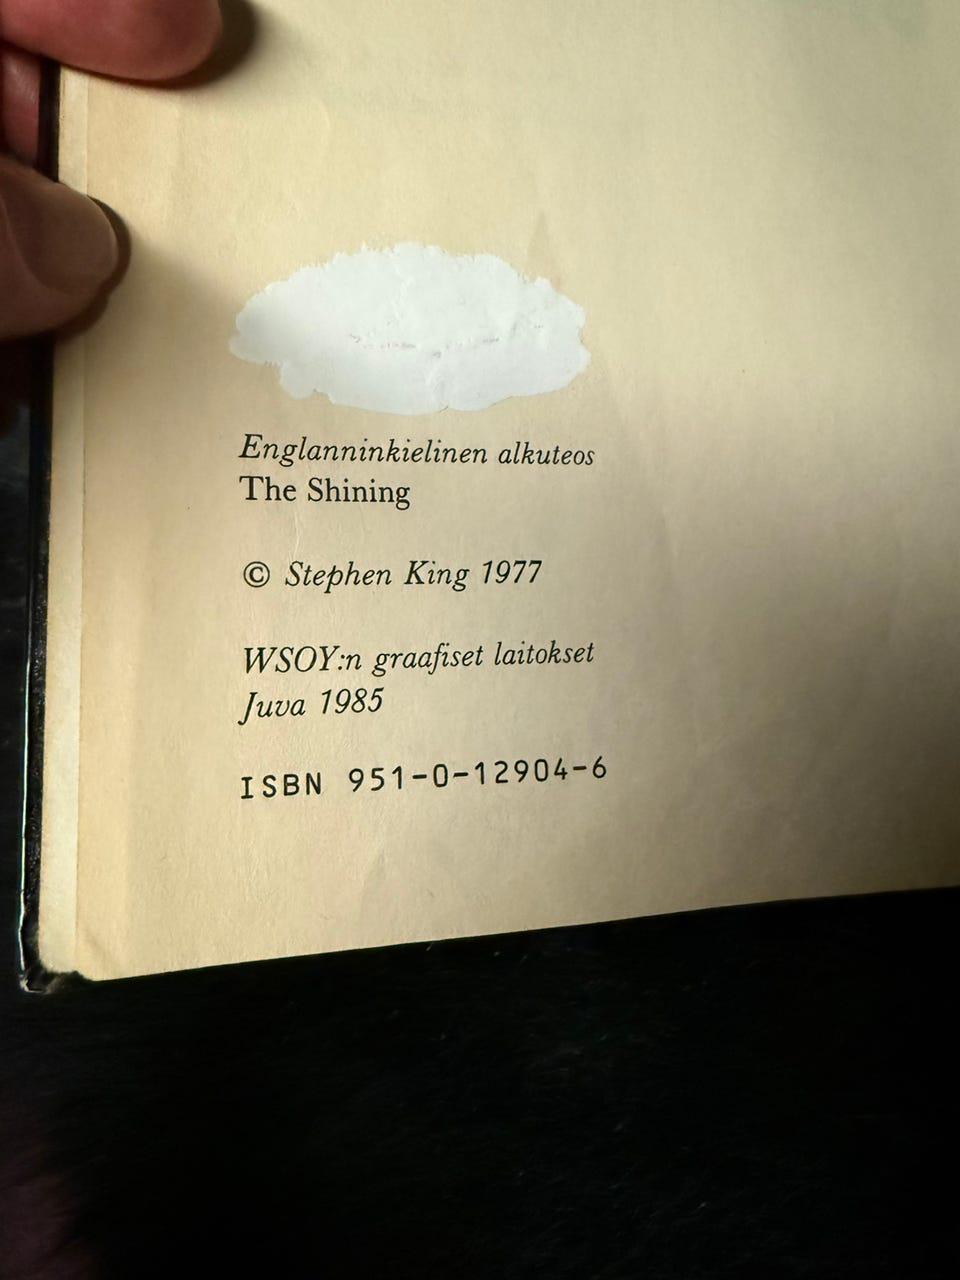 Englanninkielinen alkuteos
The Shining
© Stephen King 1977
WSOY:n graafiset laitokset
Juva 1985
ISBN 951-0-12904-6